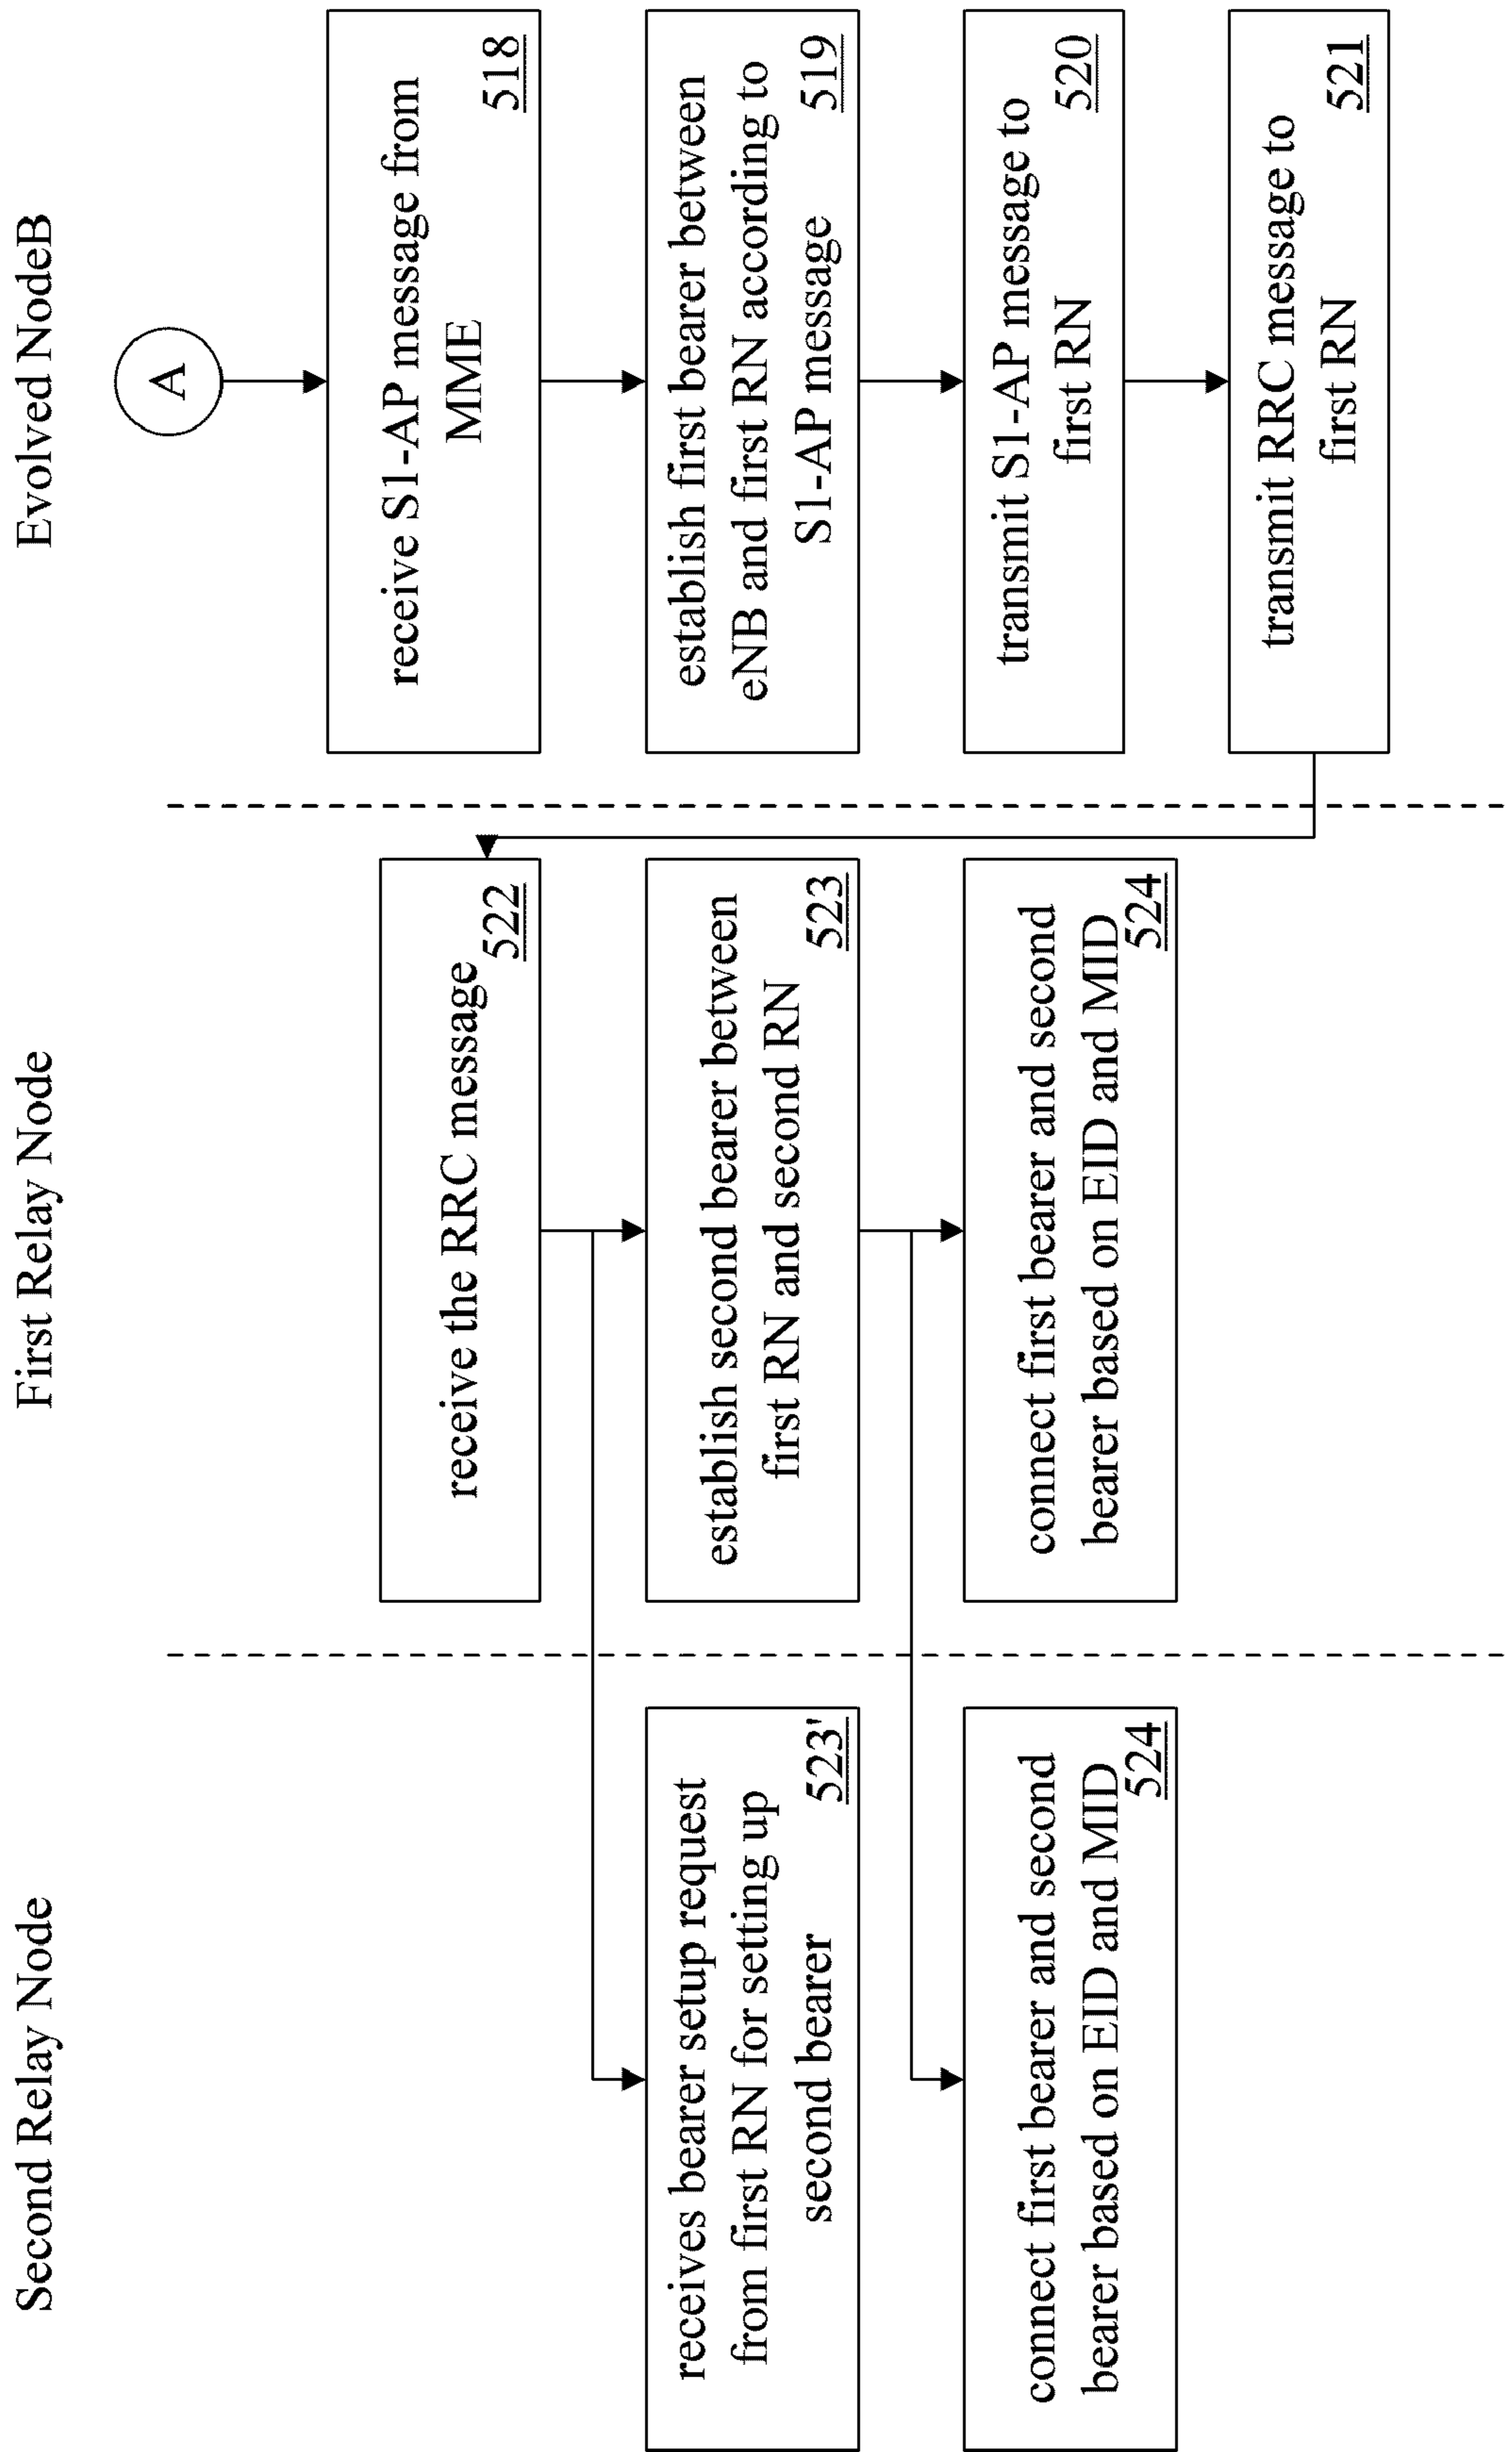 Second Relay Node
First Relay Node
Evolved NodeB
A
receive S1-AP message from
MME
518
establish first bearer between
eNB and first RN according to
S1-AP message
519
transmit S1-AP message to
first RN
520
transmit RRC message to
first RN
521
receive the RRC message
522
establish second bearer between
first RN and second RN
523
connect first bearer and second
bearer based on EID and MID
524
receives bearer setup request
from first RN for setting up
second bearer
523'
connect first bearer and second
bearer based on EID and MID
524